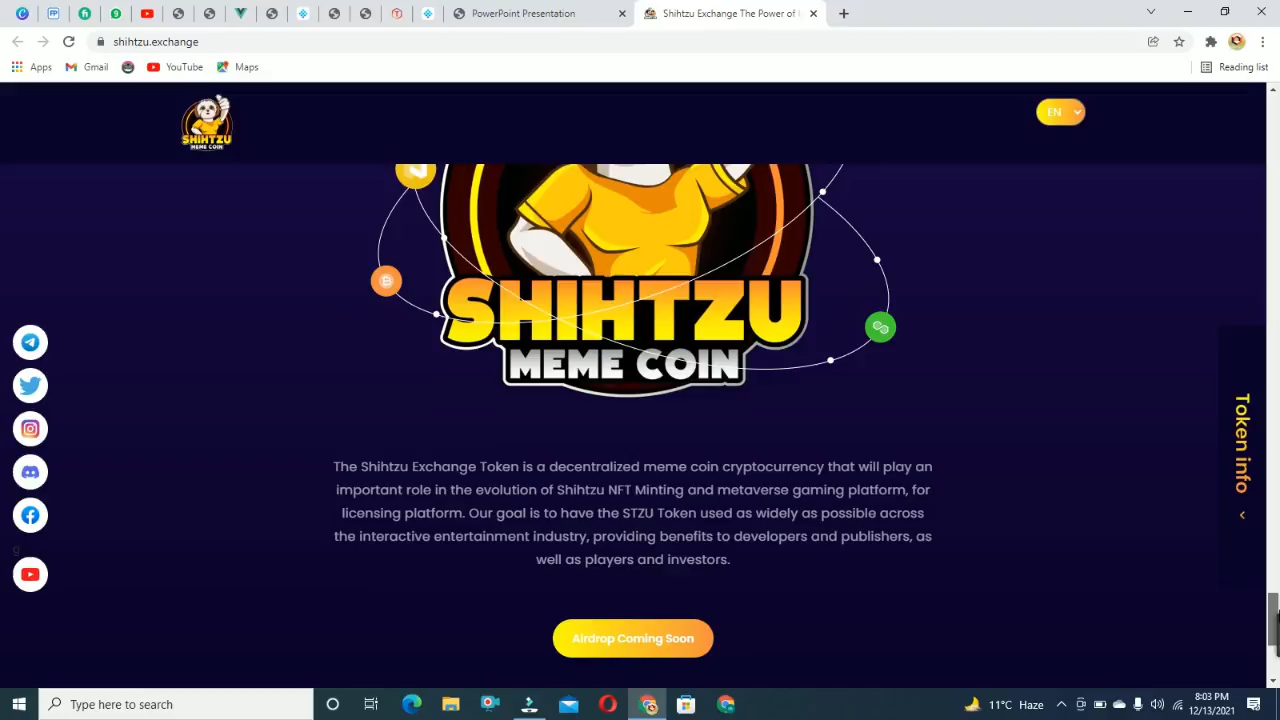 PowerPoint Presentation
Shihtzu Exchange The Power of
shihtzu.exchange
Apps
Gmail
YouTube
Maps
Reading list
SHIHTZU
MEME COIN
EN
SHIHTZU
MEME COIN
The Shihtzu Exchange Token is a decentralized meme coin cryptocurrency that will play an
important role in the evolution of Shihtzu NFT Minting and metaverse gaming platform, for
licensing platform. Our goal is to have the STZU Token used as widely as possible across
the interactive entertainment industry, providing benefits to developers and publishers, as
well as players and investors.
Airdrop Coming Soon
Token info
g
Type here to search
11°C Haze
8:03 PM
12/13/2021